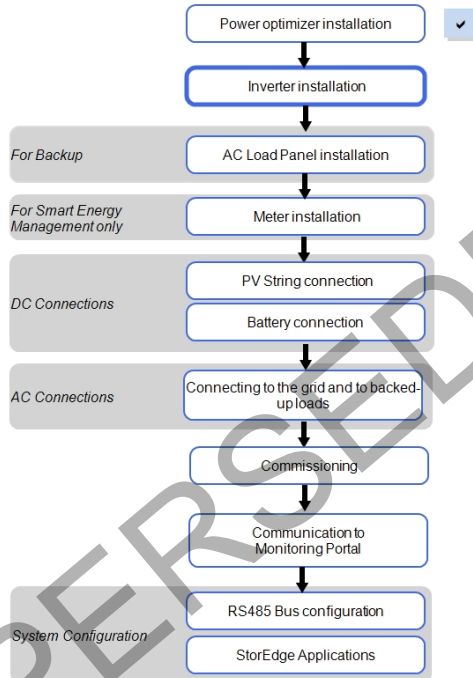 Power optimizer installation
✔
Inverter installation
For Backup
AC Load Panel installation
For Smart Energy
Management only
Meter installation
DC Connections
PV String connection
Battery connection
AC Connections
Connecting to the grid and to backed-
up loads
Commissioning
Communication to
Monitoring Portal
System Configuration
RS485 Bus configuration
StorEdge Applications
PERSED